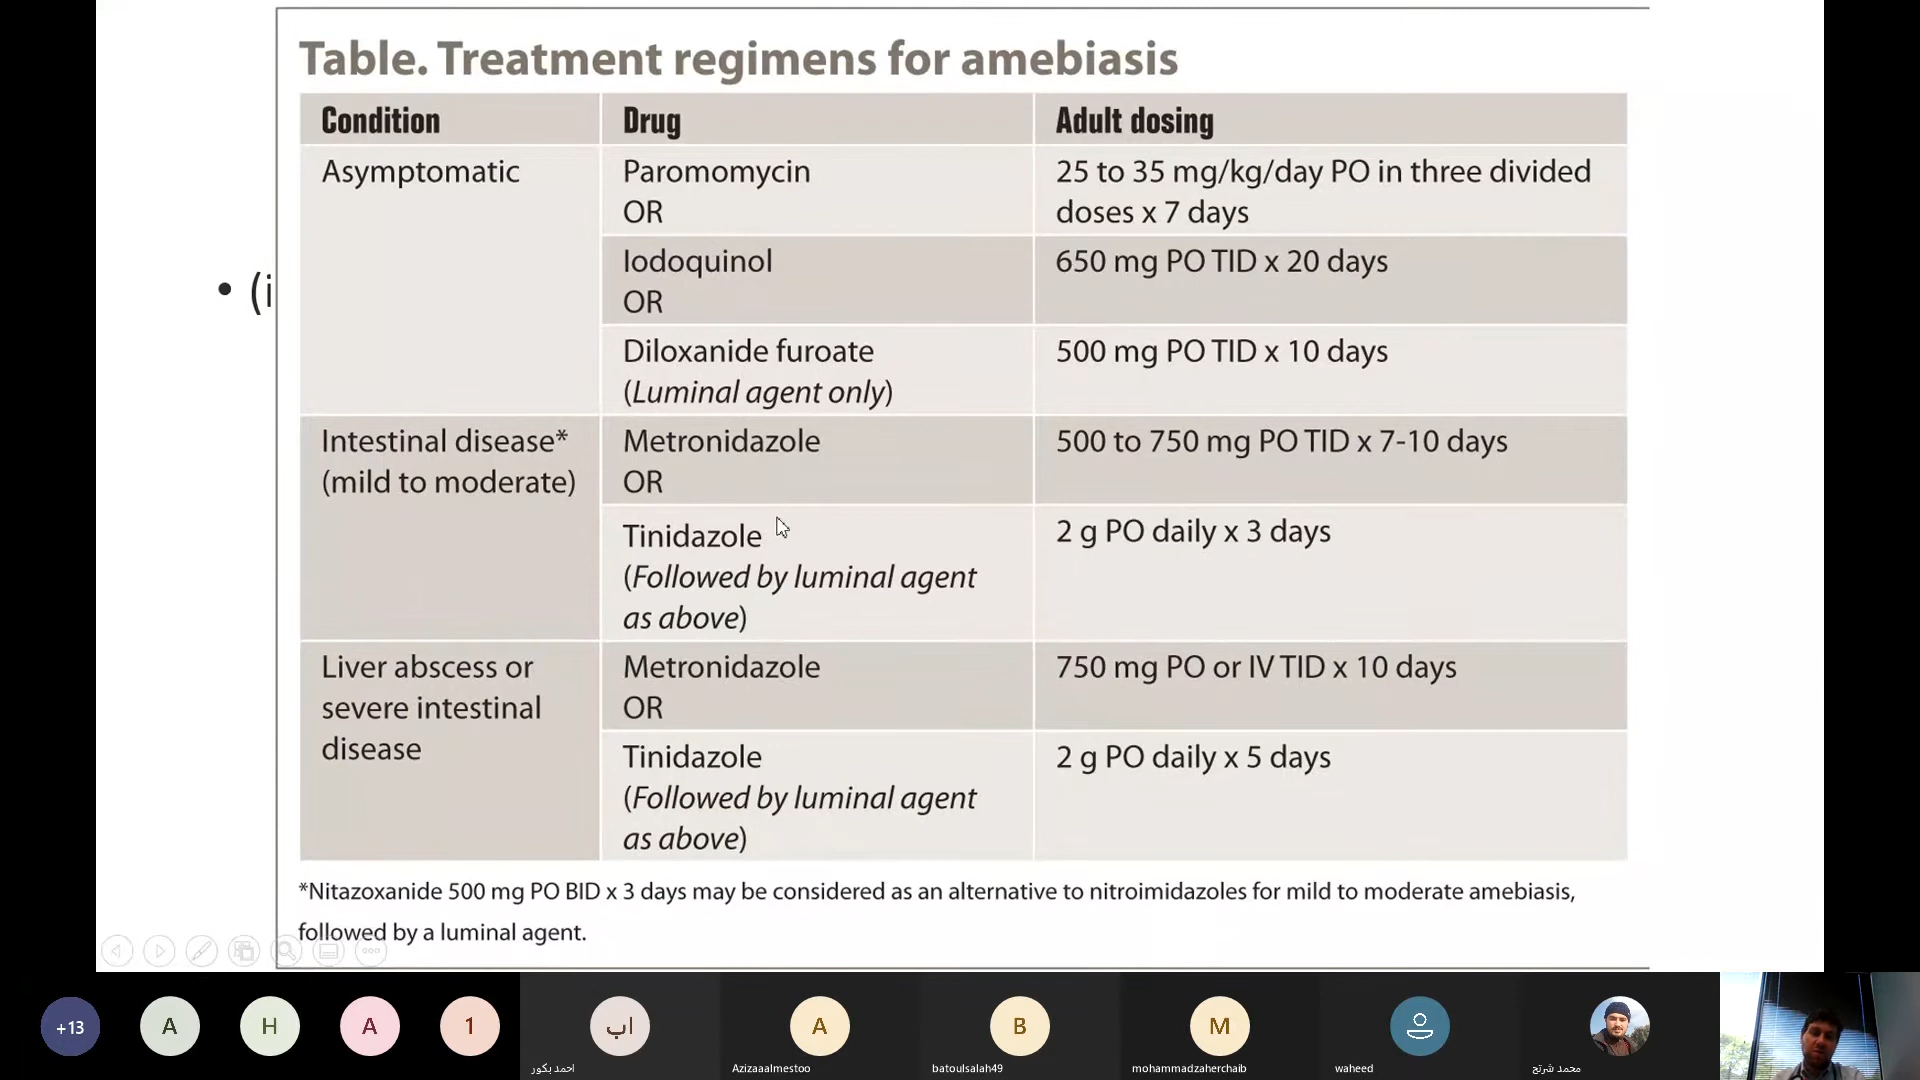 Table. Treatment regimens for amebiasis
Condition
Drug
Adult dosing
Asymptomatic
Paromomycin
OR
25 to 35 mg/kg/day PO in three divided
doses x 7 days
Iodoquinol
OR
650 mg PO TID x 20 days
Diloxanide furoate
(Luminal agent only)
500 mg PO TID x 10 days
Intestinal disease*
(mild to moderate)
Metronidazole
OR
500 to 750 mg PO TID x 7-10 days
Tinidazole
(Followed by luminal agent
as above)
2 g PO daily x 3 days
Liver abscess or
severe intestinal
disease
Metronidazole
OR
750 mg PO or IV TID x 10 days
Tinidazole
(Followed by luminal agent
as above)
2 g PO daily x 5 days
*Nitazoxanide 500 mg PO BID x 3 days may be considered as an alternative to nitroimidazoles for mild to moderate amebiasis,
followed by a luminal agent.
• (i
+13
A
H
A
1
اب
احمد بكور
A
Azizaaalmestoo
B
batoulsalah49
M
mohammadzaherchaib
waheed
محمد شرتح